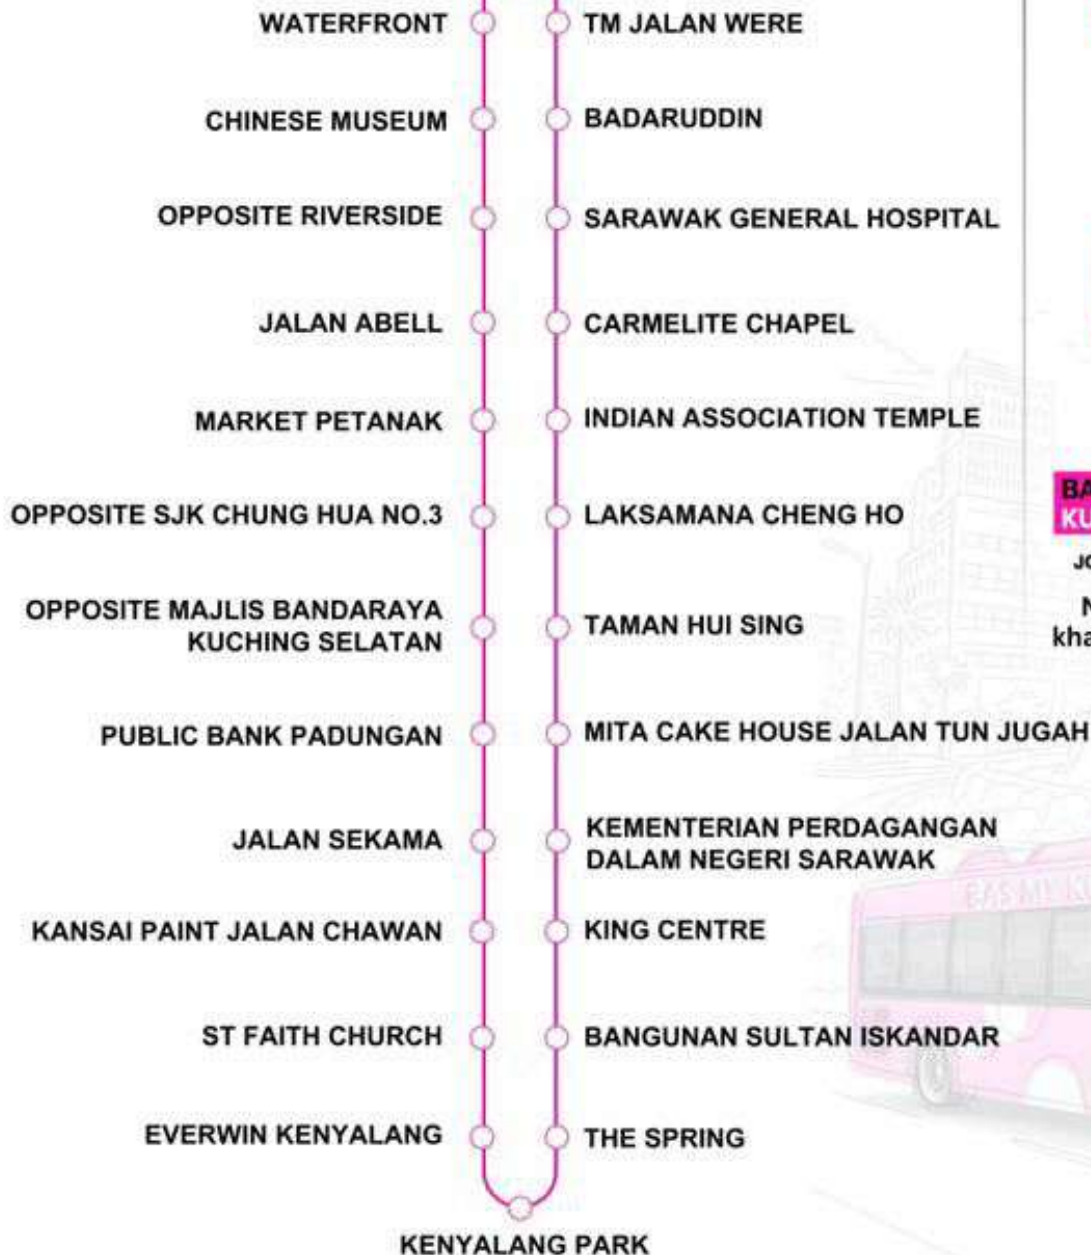 WATERFRONT
CHINESE MUSEUM
OPPOSITE RIVERSIDE
JALAN ABELL
MARKET PETANAK
OPPOSITE SJK CHUNG HUA NO.3
OPPOSITE MAJLIS BANDARAYA
KUCHING SELATAN
PUBLIC BANK PADUNGAN
JALAN SEKAMA
KANSAI PAINT JALAN CHAWAN
ST FAITH CHURCH
EVERWIN KENYALANG
KENYALANG PARK
TM JALAN WERE
BADARUDDIN
SARAWAK GENERAL HOSPITAL
CARMELITE CHAPEL
INDIAN ASSOCIATION TEMPLE
LAKSAMANA CHENG HO
TAMAN HUI SING
MITA CAKE HOUSE JALAN TUN JUGAH
KEMENTERIAN PERDAGANGAN
DALAM NEGERI SARAWAK
KING CENTRE
BANGUNAN SULTAN ISKANDAR
THE SPRING
BAS MY